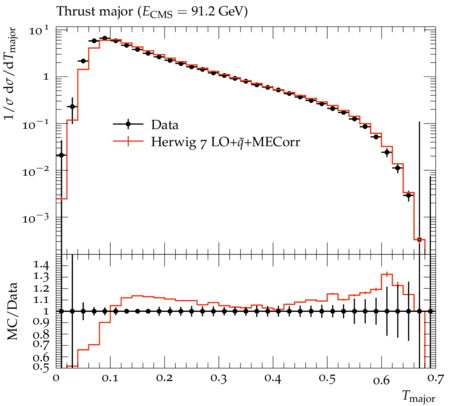 Thrust major (E_CMS = 91.2 GeV)
1/σ dσ/dT_major
10^1
1
10^−1
10^−2
10^−3
Data
Herwig 7 LO+q̃+MECorr
MC/Data
1.4
1.3
1.2
1.1
1
0.9
0.8
0.7
0.6
0.5
0 0.1 0.2 0.3 0.4 0.5 0.6 0.7
T_major